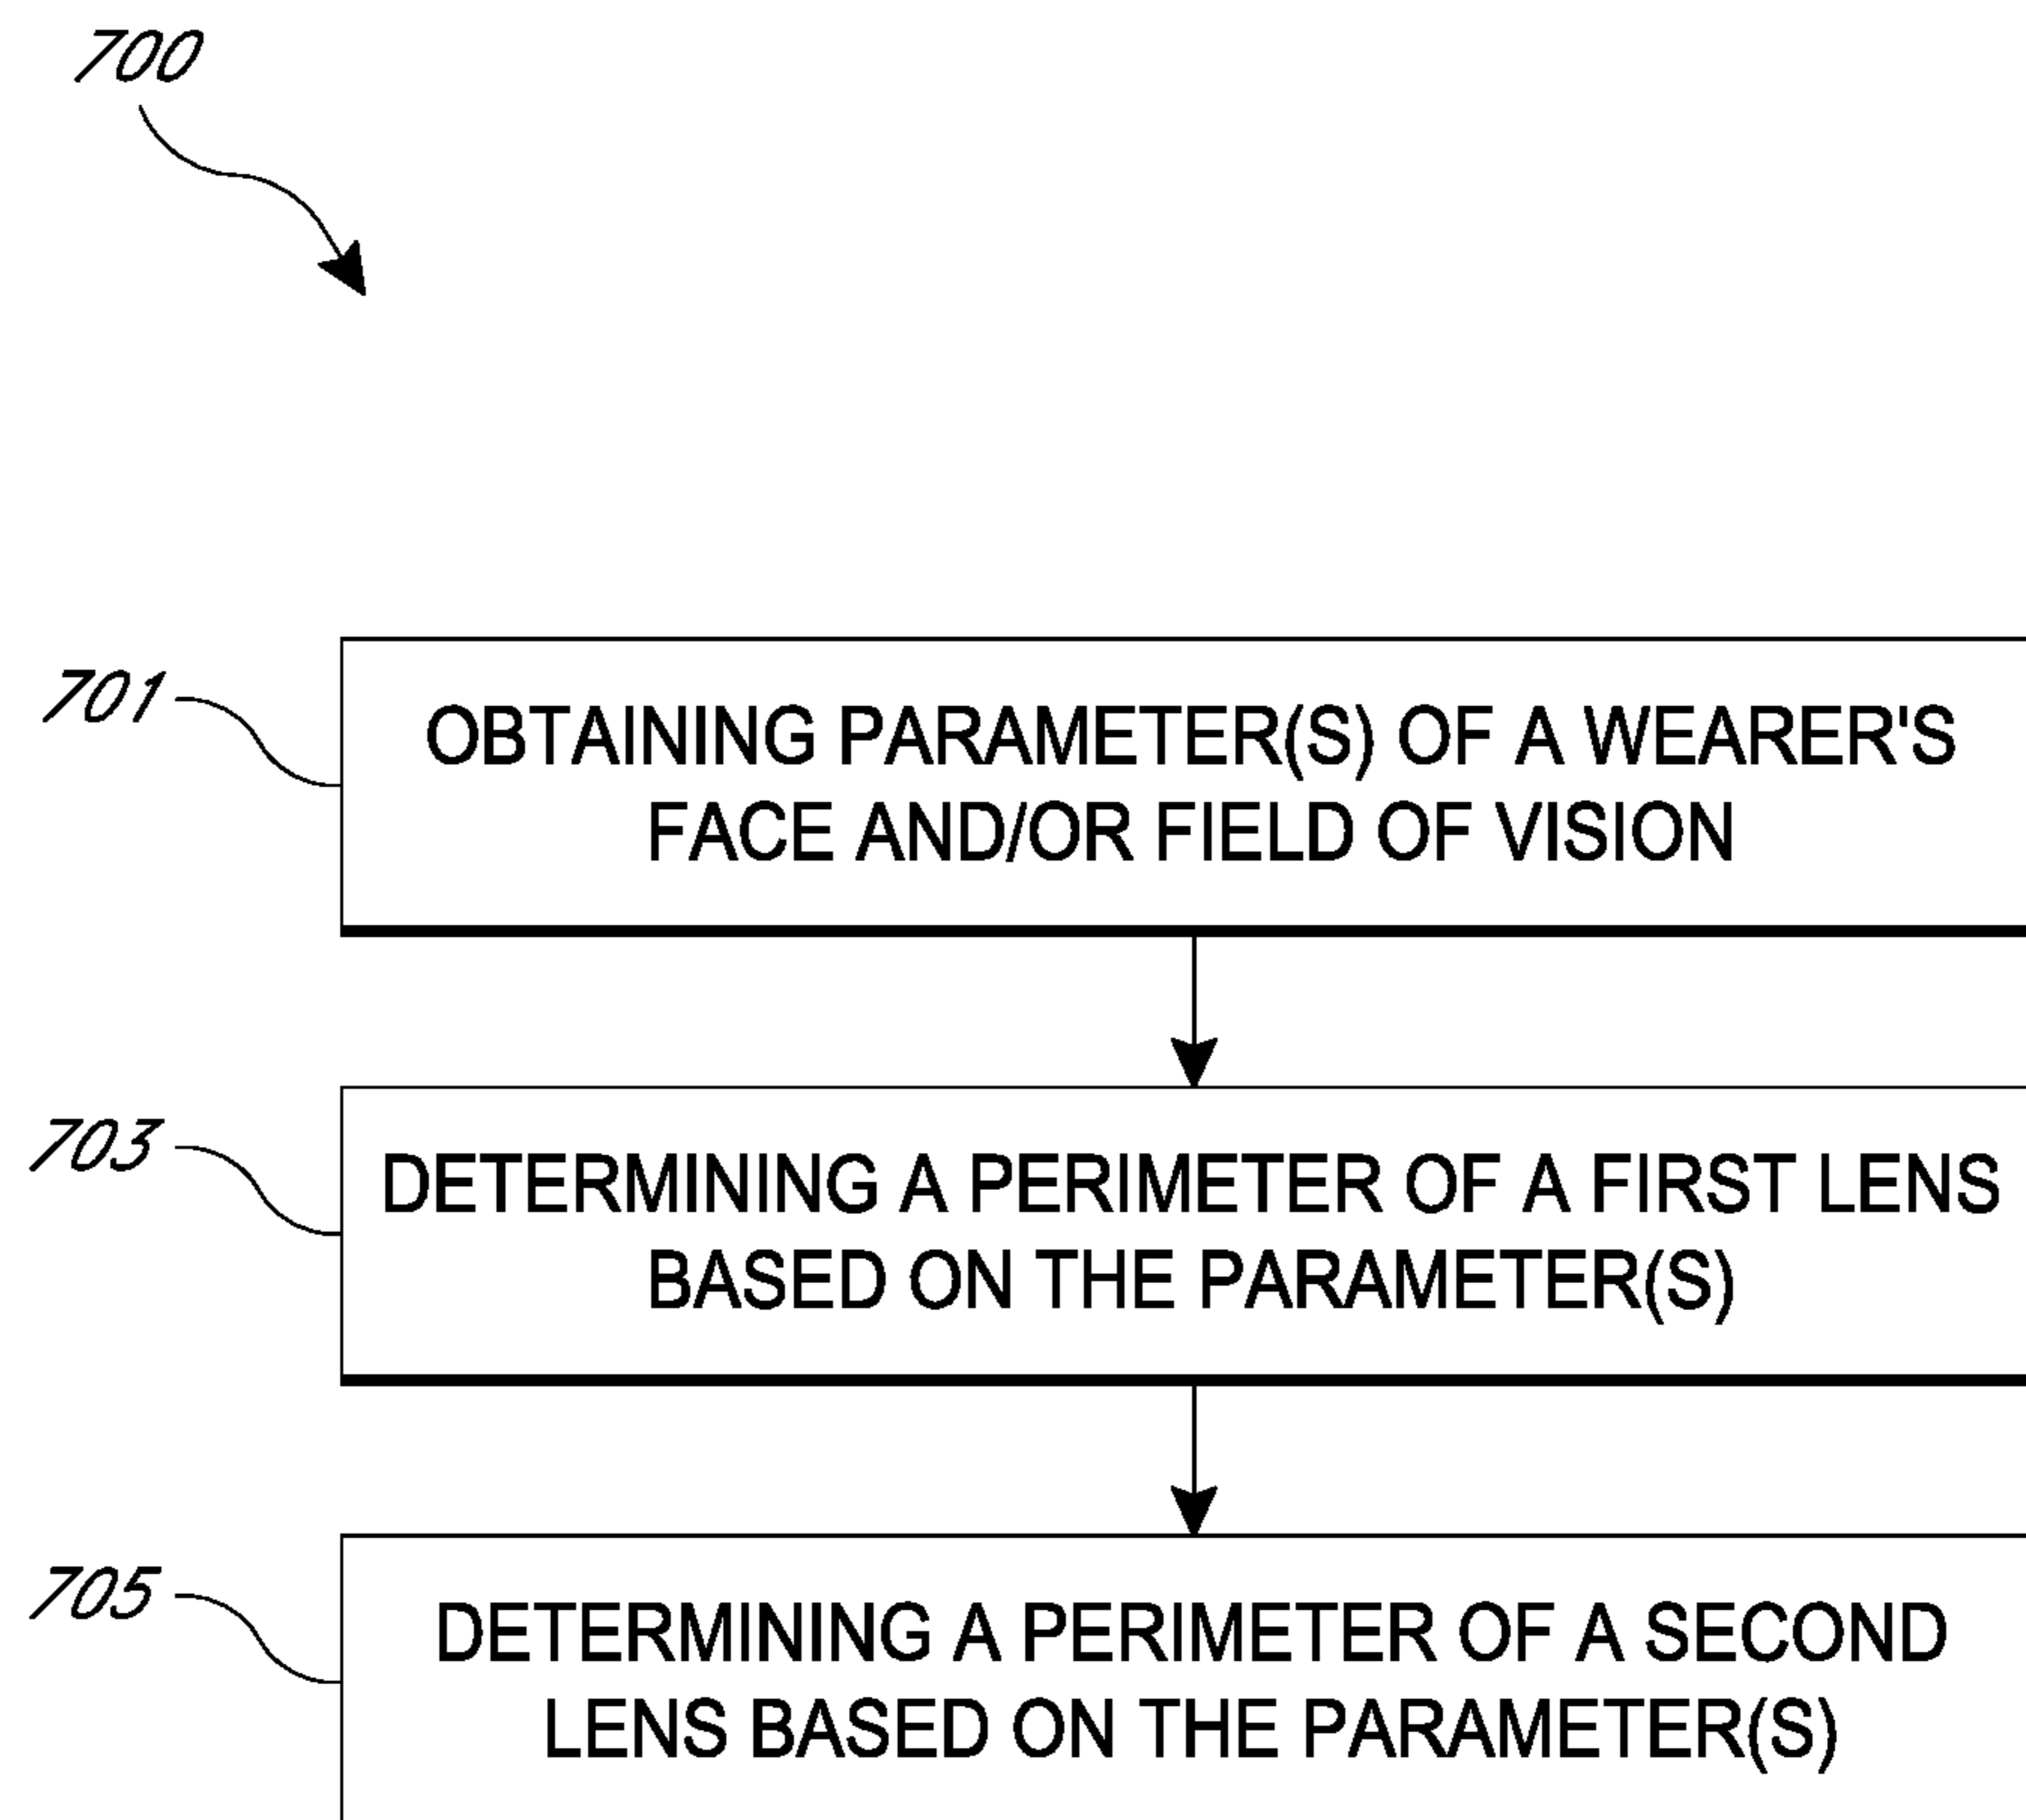 700
701
OBTAINING PARAMETER(S) OF A WEARER'S
FACE AND/OR FIELD OF VISION
703
DETERMINING A PERIMETER OF A FIRST LENS
BASED ON THE PARAMETER(S)
705
DETERMINING A PERIMETER OF A SECOND
LENS BASED ON THE PARAMETER(S)